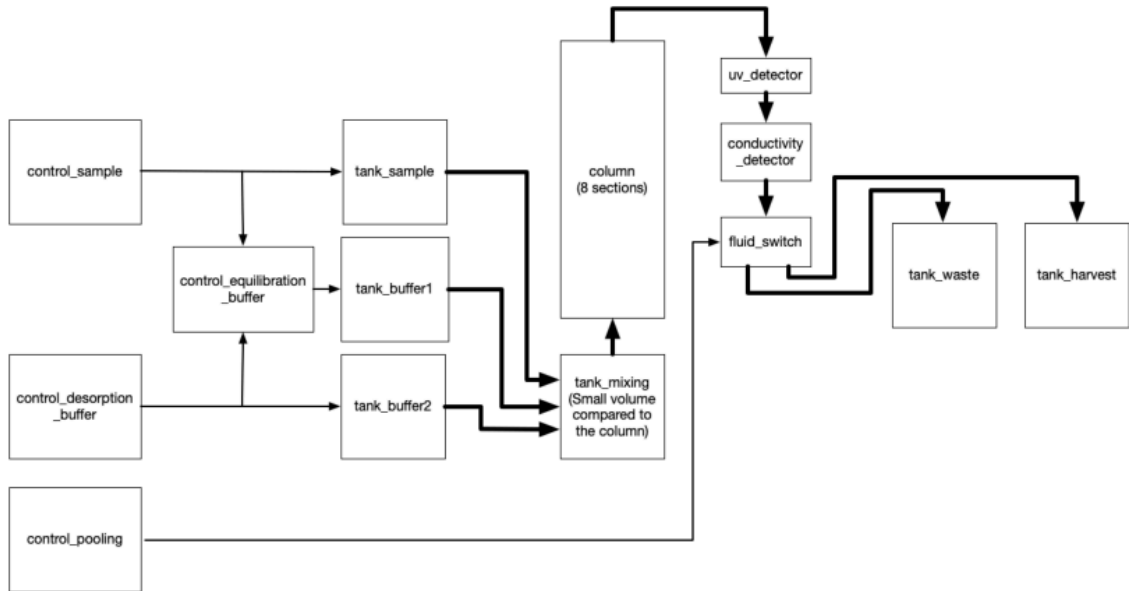 control_sample
tank_sample
column
(8 sections)
uv_detector
conductivity
_detector
fluid_switch
tank_waste
tank_harvest
control_equilibration
_buffer
tank_buffer1
control_desorption
_buffer
tank_buffer2
tank_mixing
(Small volume
compared to
the column)
control_pooling